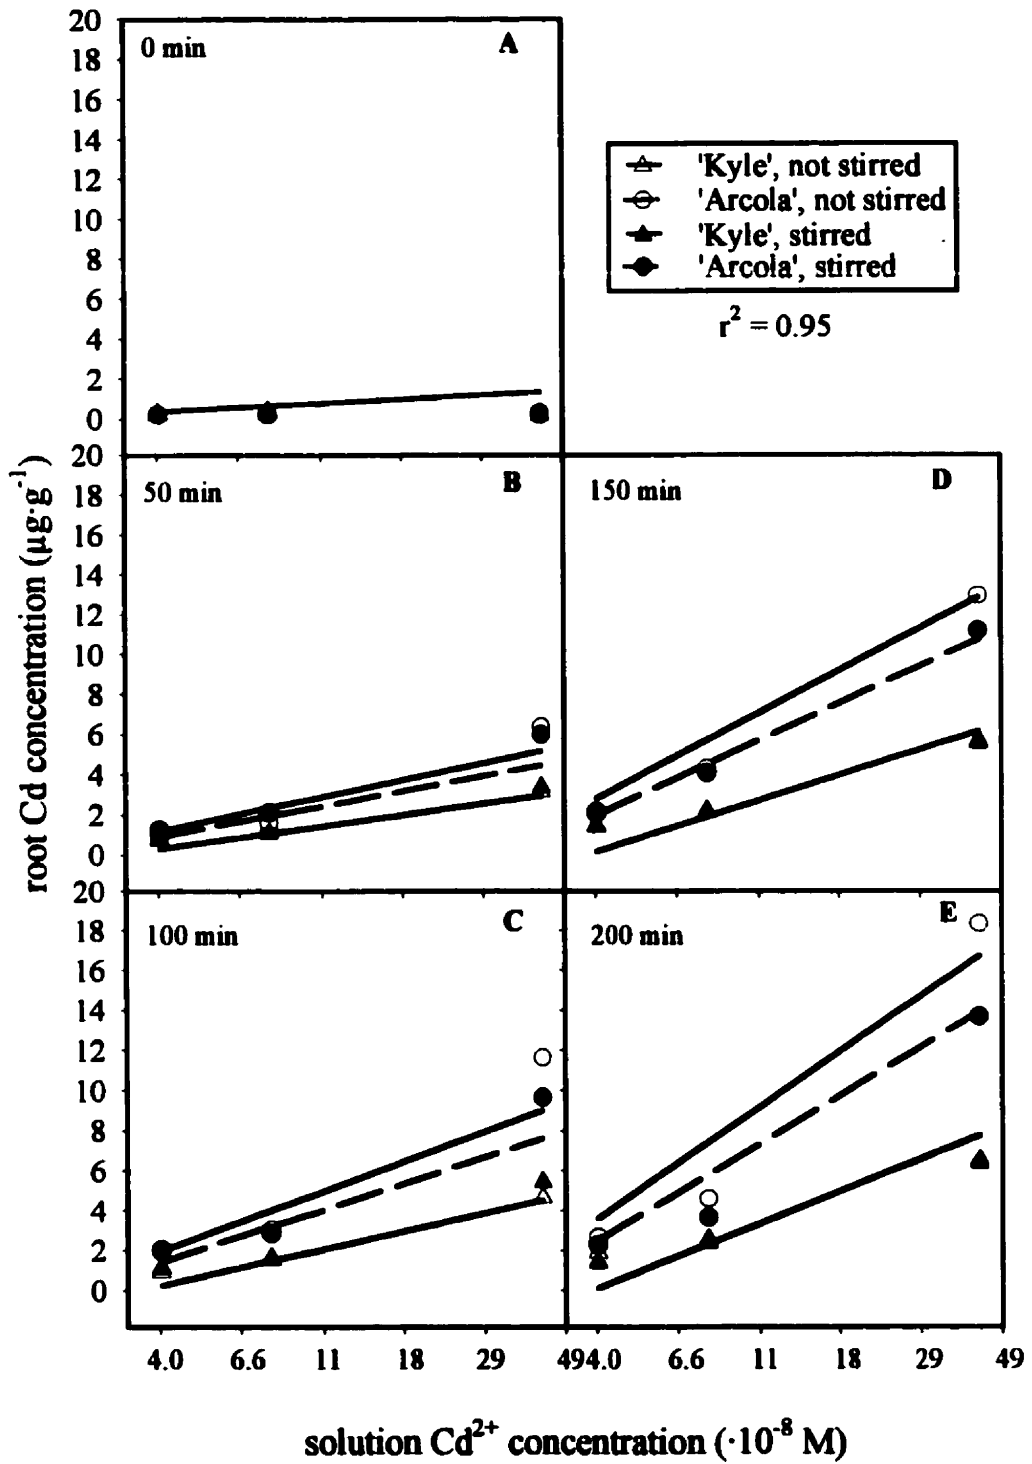 20
18
16
14
12
10
8
6
4
2
0
0 min
A
'Kyle', not stirred
'Arcola', not stirred
'Kyle', stirred
'Arcola', stirred
r² = 0.95
root Cd concentration (µg·g⁻¹)
20
18
16
14
12
10
8
6
4
2
0
50 min
B
150 min
D
20
18
16
14
12
10
8
6
4
2
0
100 min
C
200 min
E
4.0 6.6 11 18 29 49 4.0 6.6 11 18 29 49
solution Cd²⁺ concentration (·10⁻⁸ M)